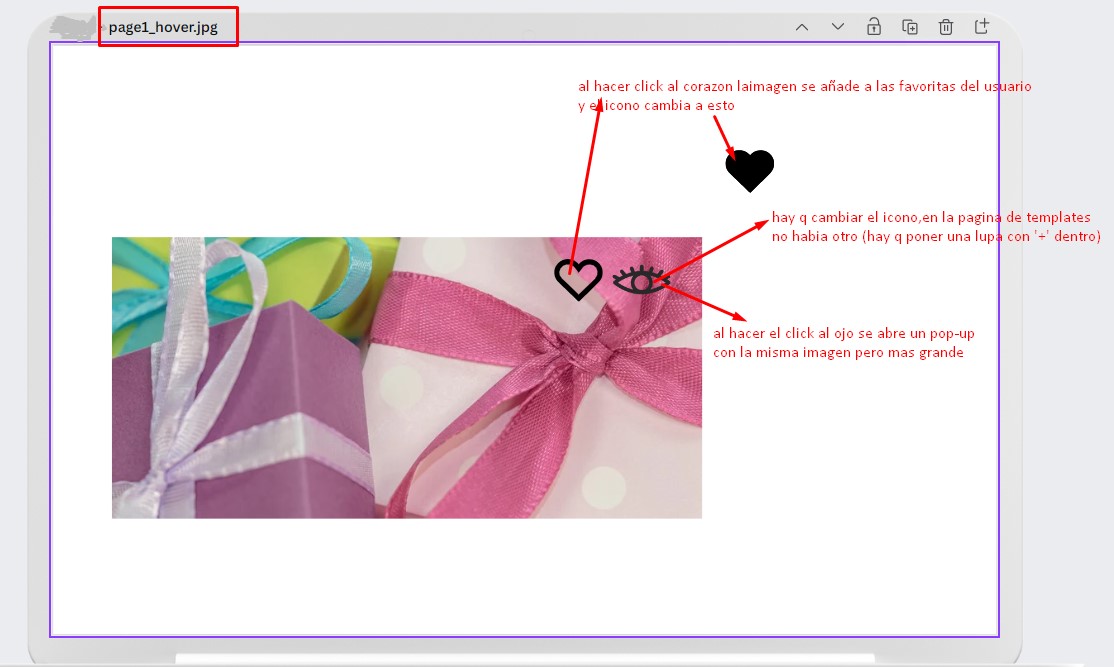 page1_hover.jpg
al hacer click al corazon laimagen se añade a las favoritas del usuario
y el icono cambia a esto
hay q cambiar el icono,en la pagina de templates
no habia otro (hay q poner una lupa con '+' dentro)
al hacer el click al ojo se abre un pop-up
con la misma imagen pero mas grande